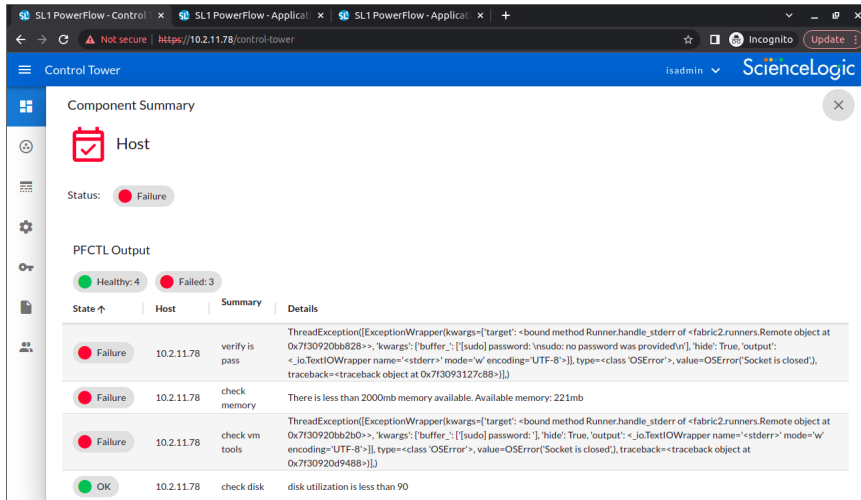 SL1 PowerFlow - Control T
SL1 PowerFlow - Applicati
SL1 PowerFlow - Applicati
Not secure | https://10.2.11.78/control-tower
Incognito
Update
Control Tower
isadmin
ScienceLogic
Component Summary
Host
Status:
Failure
PFCTL Output
Healthy: 4
Failed: 3
State
Host
Summary
Details
Failure
10.2.11.78
verify is
pass
ThreadException([ExceptionWrapper(kwargs={'target': <bound method Runner.handle_stderr of <fabric2.runners.Remote object at
0x7f30920bb828>>, 'kwargs': {'buffer_': ['[sudo] password: \nsudo: no password was provided\n'], 'hide': True, 'output':
<_io.TextIOWrapper name='<stderr>' mode='w' encoding='UTF-8'>}}, type=<class 'OSError'>, value=OSError('Socket is closed',),
traceback=<traceback object at 0x7f3093127c88>)],)
Failure
10.2.11.78
check
memory
There is less than 2000mb memory available. Available memory: 221mb
Failure
10.2.11.78
check vm
tools
ThreadException([ExceptionWrapper(kwargs={'target': <bound method Runner.handle_stderr of <fabric2.runners.Remote object at
0x7f30920bb2b0>>, 'kwargs': {'buffer_': ['[sudo] password: '], 'hide': True, 'output': <_io.TextIOWrapper name='<stderr>' mode='w'
encoding='UTF-8'>}}, type=<class 'OSError'>, value=OSError('Socket is closed',), traceback=<traceback object at
0x7f30920d9488>)],)
OK
10.2.11.78
check disk
disk utilization is less than 90